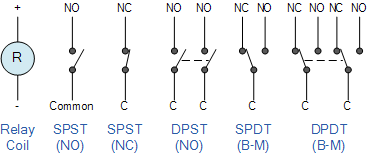 + NO NC NO NO NC NO NC NO NC NO
R
- Common C C C C C C
Relay SPST SPST DPST SPDT DPDT
Coil (NO) (NC) (NO) (B-M) (B-M)